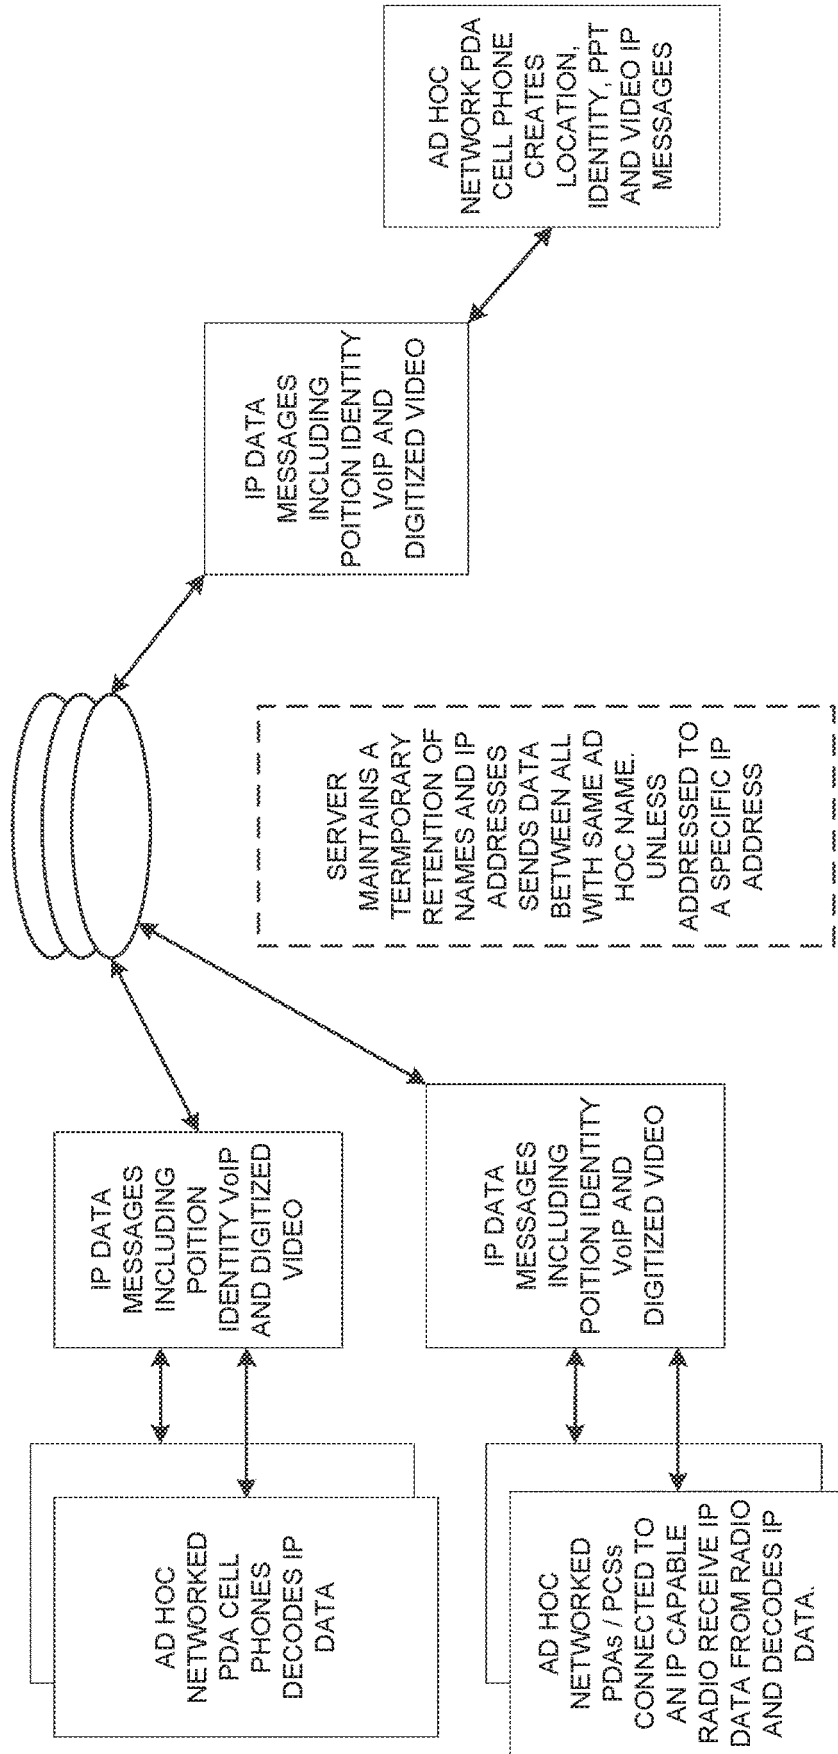 AD HOC
NETWORKED
PDA CELL
PHONES
DECODES IP
DATA
IP DATA
MESSAGES
INCLUDING
POITION
IDENTITY VoIP
AND DIGITIZED
VIDEO
AD HOC
NETWORKED
PDAs / PCSs
CONNECTED TO
AN IP CAPABLE
RADIO RECEIVE IP
DATA FROM RADIO
AND DECODES IP
DATA.
IP DATA
MESSAGES
INCLUDING
POITION IDENTITY
VoIP AND
DIGITIZED VIDEO
SERVER
MAINTAINS A
TERMPORARY
RETENTION OF
NAMES AND IP
ADDRESSES
SENDS DATA
BETWEEN ALL
WITH SAME AD
HOC NAME.
UNLESS
ADDRESSED TO
A SPECIFIC IP
ADDRESS
IP DATA
MESSAGES
INCLUDING
POITION IDENTITY
VoIP AND
DIGITIZED VIDEO
AD HOC
NETWORK PDA
CELL PHONE
CREATES
LOCATION,
IDENTITY, PPT
AND VIDEO IP
MESSAGES